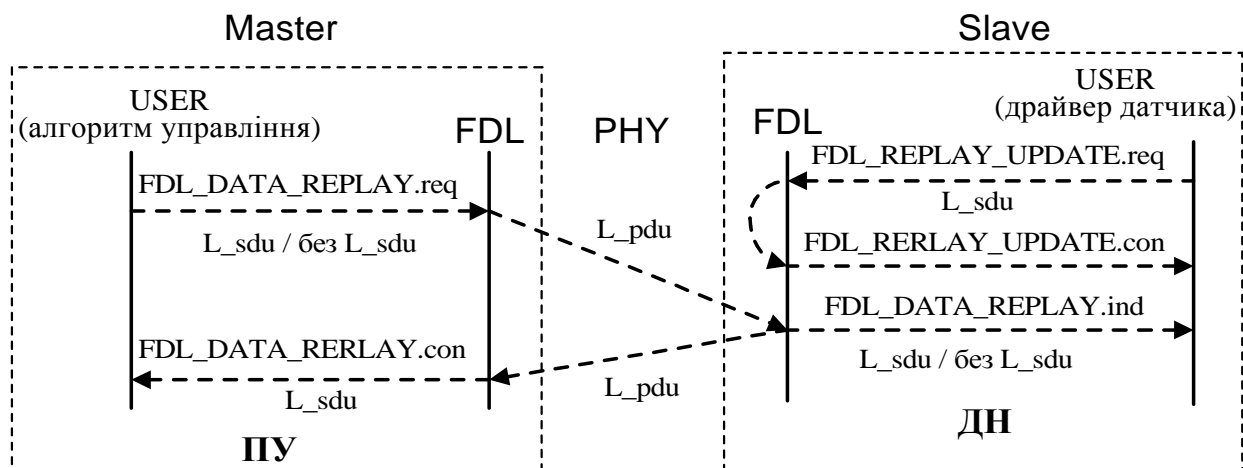 Master
Slave
USER
(алгоритм управління)
FDL
PHY
FDL
USER
(драйвер датчика)
FDL_REPLAY_UPDATE.req
L_sdu
FDL_DATA_REPLAY.req
L_sdu / без L_sdu
L_pdu
FDL_RERLAY_UPDATE.con
FDL_DATA_REPLAY.ind
L_sdu / без L_sdu
FDL_DATA_RERLAY.con
L_sdu
L_pdu
ПУ
ДН